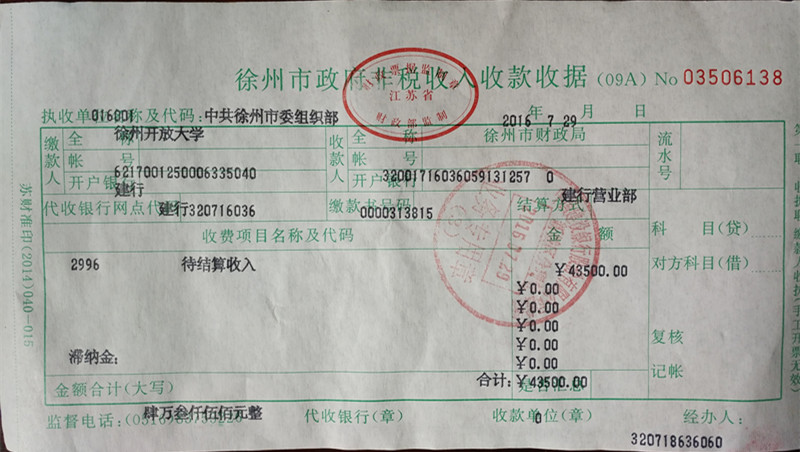 徐州市政府非税收入收款收据 (09A) No 03506138
江苏省
财政部监制
016001
执收单 称及代码: 中共徐州市委组织部
2016 年 7 月 29 日
缴款人 全称 徐州开放大学
收款人 全称 徐州市财政局
流水号
帐号 6217001250006335040
帐号 32001716036059131257 0
开户银 建行
开户银行 建行营业部
代收银行网点代 建行320716036
缴款书号码 0000313815
结算方式
收费项目名称及代码
金额
科目(贷)
2996 待结算收入 ¥43500.00
对方科目(借)
¥0.00
¥0.00
¥0.00
¥0.00
¥0.00
复核
滞纳金:
记帐
金额合计(大写) 肆万叁仟伍佰元整
合计: ¥43500.00
监督电话:
代收银行(章)
收款单位(章)
0
经办人:
320718636060
苏财准印(2014)040-015
2016.07.29
业务专用章